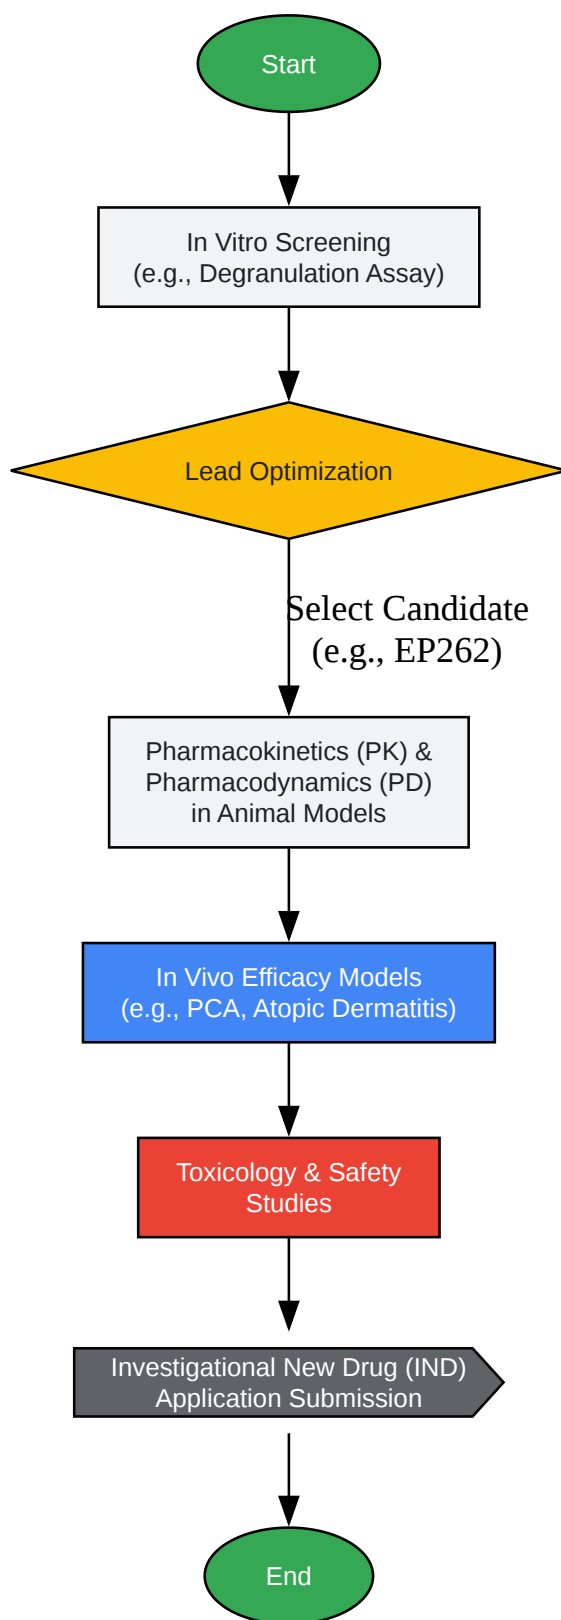 Start
In Vitro Screening
(e.g., Degranulation Assay)
Lead Optimization
Select Candidate
(e.g., EP262)
Pharmacokinetics (PK) &
Pharmacodynamics (PD)
in Animal Models
In Vivo Efficacy Models
(e.g., PCA, Atopic Dermatitis)
Toxicology & Safety
Studies
Investigational New Drug (IND)
Application Submission
End